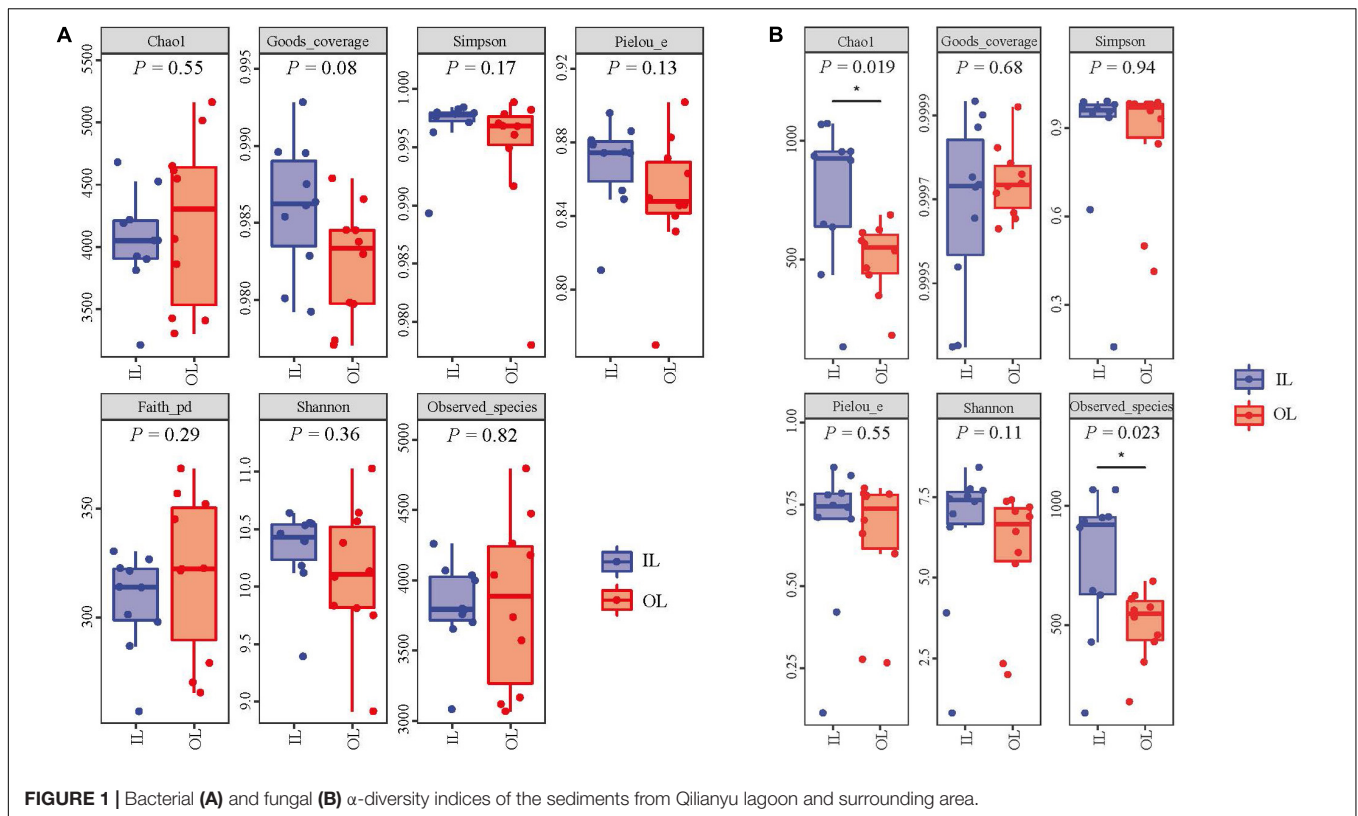 A
Chao1
P = 0.55
5500
5000
4500
4000
3500
IL
OL
Goods_coverage
P = 0.08
0.995
0.990
0.985
0.980
IL
OL
Simpson
P = 0.17
1.000
0.995
0.990
0.985
0.980
IL
OL
Pielou_e
P = 0.13
0.92
0.88
0.84
0.80
IL
OL
Faith_pd
P = 0.29
350
300
IL
OL
Shannon
P = 0.36
11.0
10.5
10.0
9.5
9.0
IL
OL
Observed_species
P = 0.82
5000
4500
4000
3500
3000
IL
OL
IL
OL
B
Chao1
P = 0.019
*
1000
500
IL
OL
Goods_coverage
P = 0.68
0.9999
0.9997
0.9995
IL
OL
Simpson
P = 0.94
0.9
0.6
0.3
IL
OL
Pielou_e
P = 0.55
1.00
0.75
0.50
0.25
IL
OL
Shannon
P = 0.11
7.5
5.0
2.5
IL
OL
Observed_species
P = 0.023
*
1000
500
IL
OL
IL
OL
FIGURE 1 | Bacterial (A) and fungal (B) α-diversity indices of the sediments from Qilianyu lagoon and surrounding area.